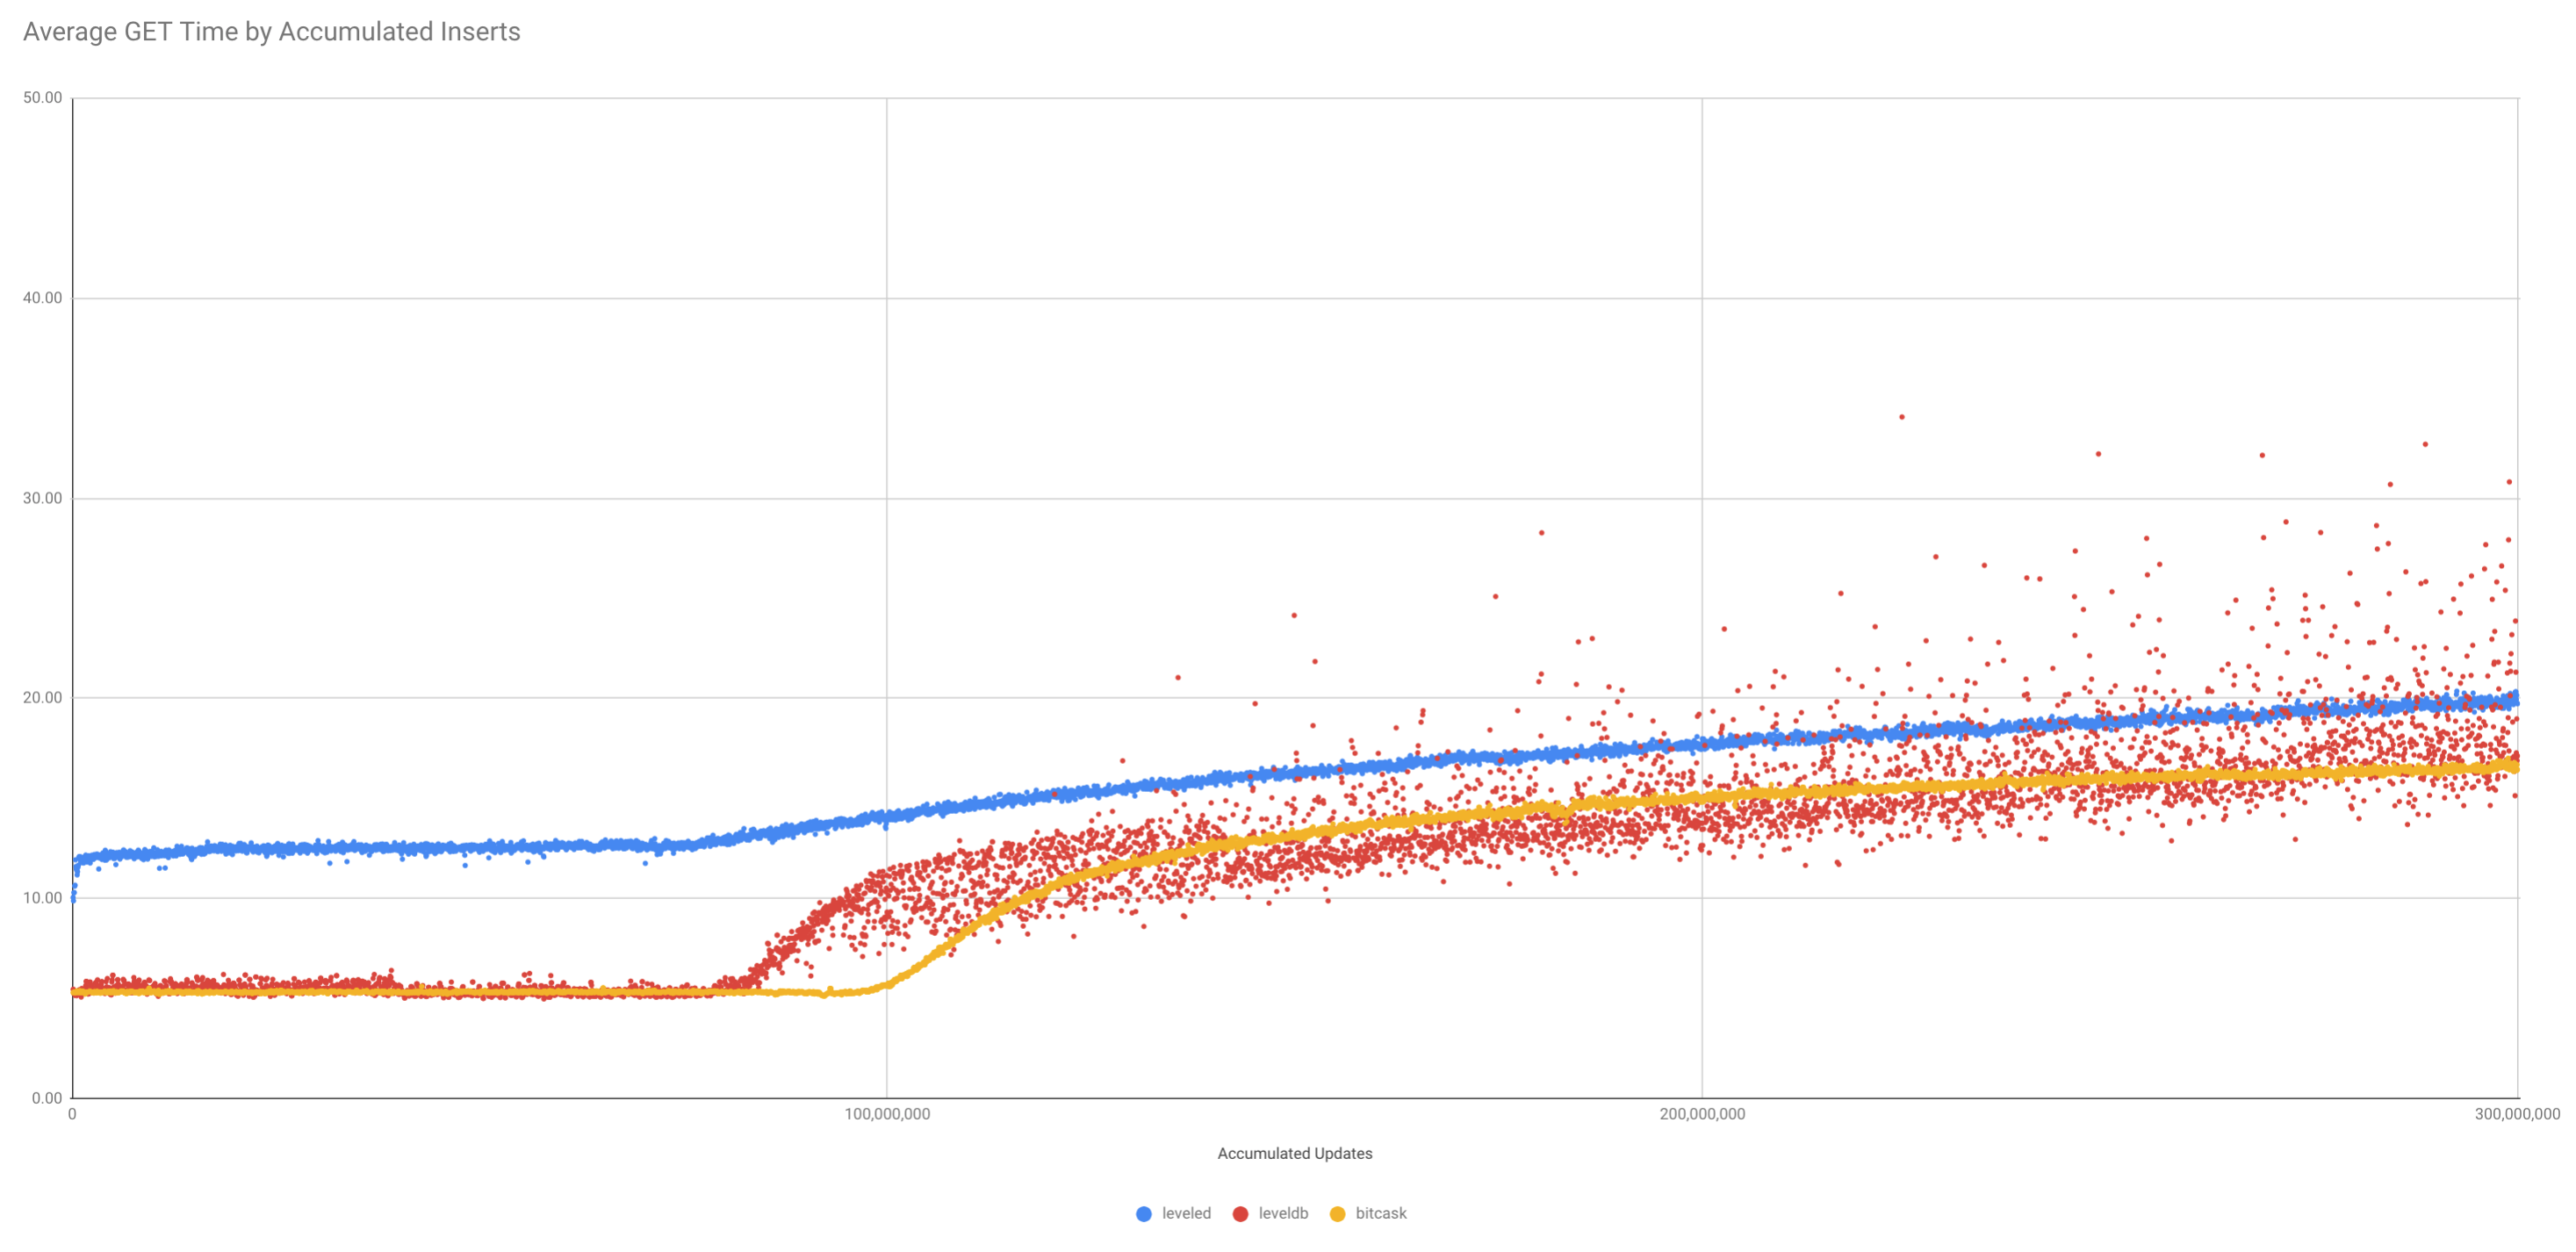 Average GET Time by Accumulated Inserts
50.00
40.00
30.00
20.00
10.00
0.00
0 100,000,000 200,000,000 300,000,000
Accumulated Updates
leveled leveldb bitcask